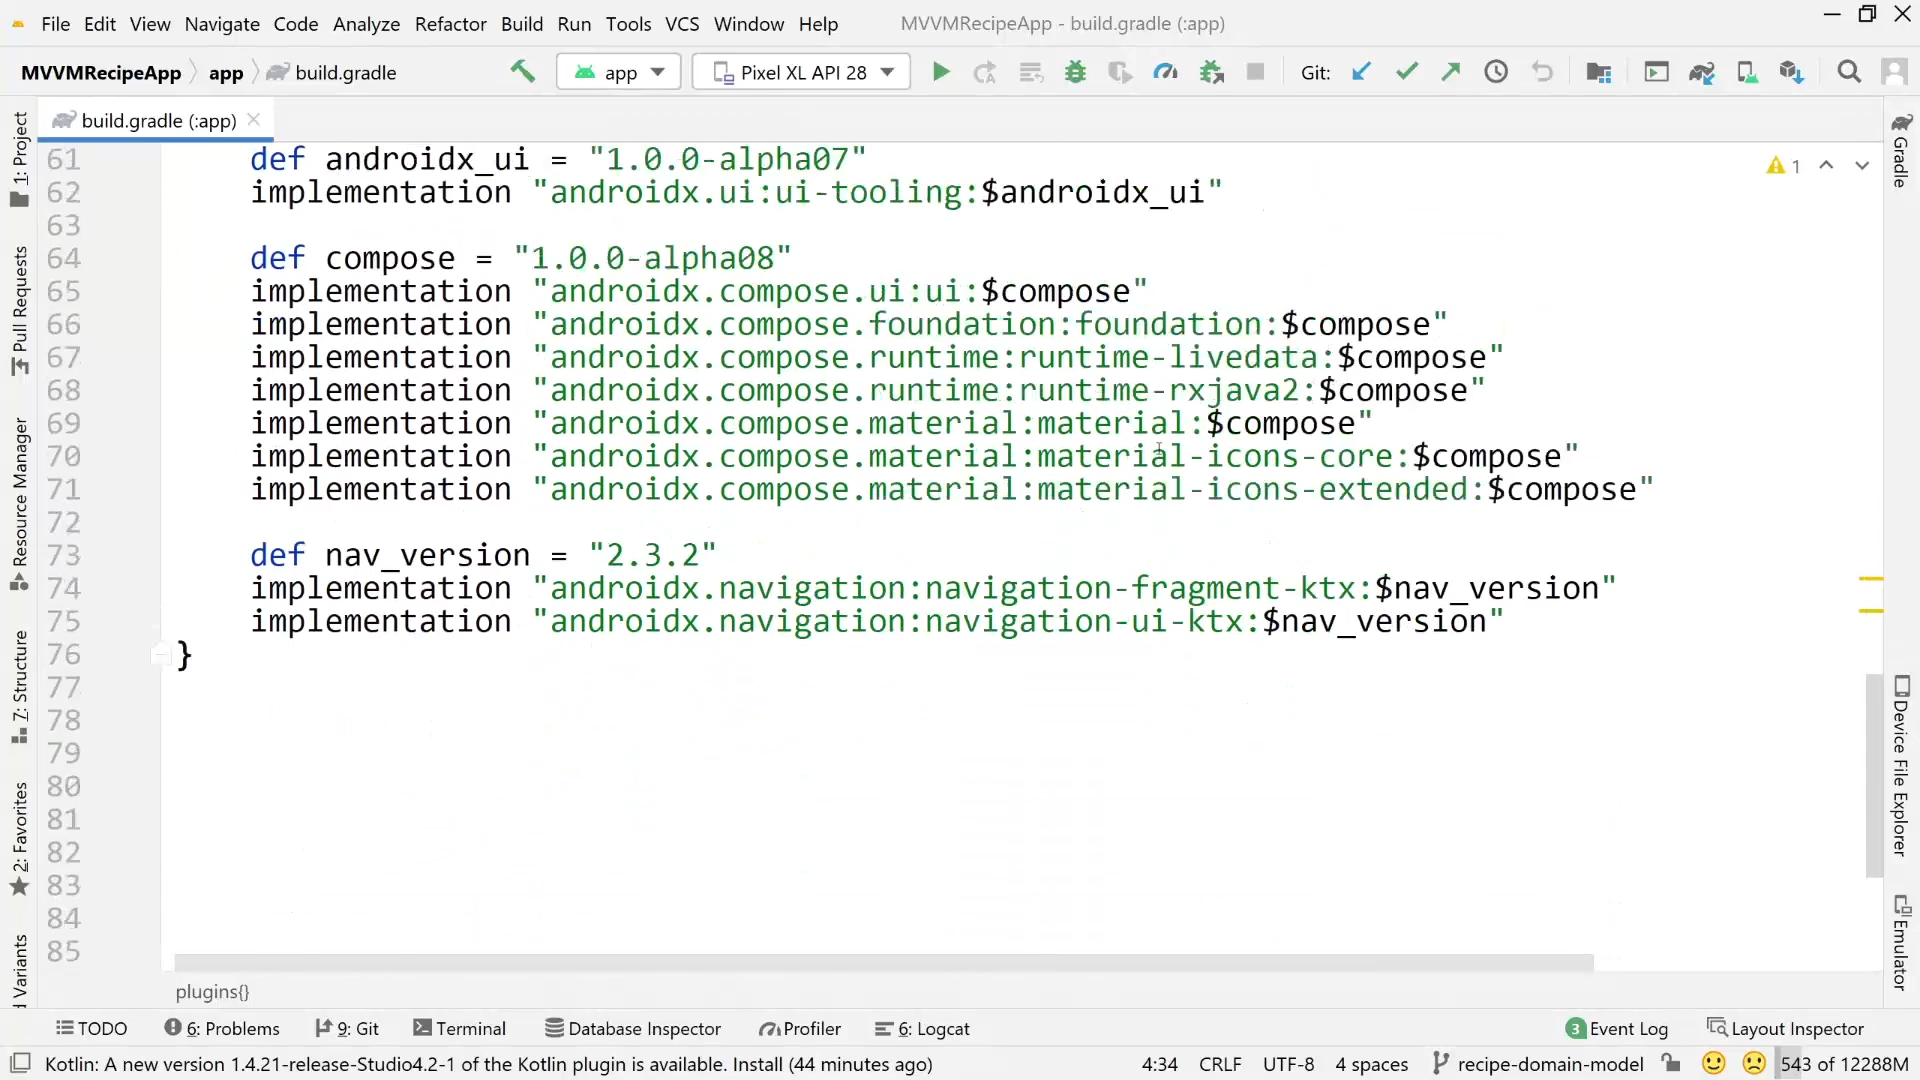 File Edit View Navigate Code Analyze Refactor Build Run Tools VCS Window Help MVVMRecipeApp - build.gradle (:app)
MVVMRecipeApp app build.gradle app Pixel XL API 28 Git:
build.gradle (:app)
61 def androidx_ui = "1.0.0-alpha07"
62 implementation "androidx.ui:ui-tooling:$androidx_ui"
63
64 def compose = "1.0.0-alpha08"
65 implementation "androidx.compose.ui:ui:$compose"
66 implementation "androidx.compose.foundation:foundation:$compose"
67 implementation "androidx.compose.runtime:runtime-livedata:$compose"
68 implementation "androidx.compose.runtime:runtime-rxjava2:$compose"
69 implementation "androidx.compose.material:material:$compose"
70 implementation "androidx.compose.material:material-icons-core:$compose"
71 implementation "androidx.compose.material:material-icons-extended:$compose"
72
73 def nav_version = "2.3.2"
74 implementation "androidx.navigation:navigation-fragment-ktx:$nav_version"
75 implementation "androidx.navigation:navigation-ui-ktx:$nav_version"
76 }
77
78
79
80
81
82
83
84
85
1
1: Project
Pull Requests
Resource Manager
7: Structure
2: Favorites
Variants
Gradle
Device File Explorer
Emulator
plugins{}
TODO 6: Problems 9: Git Terminal Database Inspector Profiler 6: Logcat 3 Event Log Layout Inspector
Kotlin: A new version 1.4.21-release-Studio4.2-1 of the Kotlin plugin is available. Install (44 minutes ago) 4:34 CRLF UTF-8 4 spaces recipe-domain-model 543 of 12288M